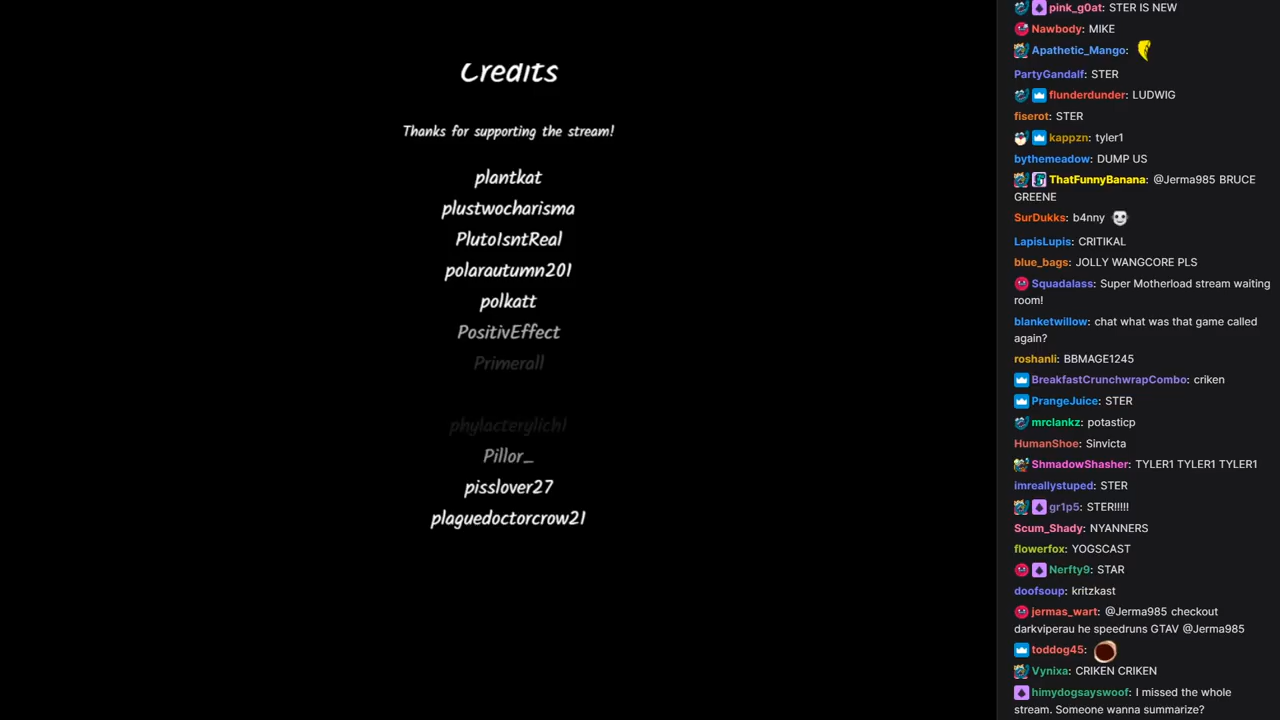 Credits
Thanks for supporting the stream!
plantkat
plustwocharisma
PlutoIsntReal
polarautumn201
polkatt
PositivEffect
Primerall
phylacterylich1
Pillor_
pisslover27
plaguedoctorcrow21
pink_g0at: STER IS NEW
Nawbody: MIKE
Apathetic_Mango:
PartyGandalf: STER
flunderdunder: LUDWIG
fiserot: STER
kappzn: tyler1
bythemeadow: DUMP US
ThatFunnyBanana: @Jerma985 BRUCE
GREENE
SurDukks: b4nny
LapisLupis: CRITIKAL
blue_bags: JOLLY WANGCORE PLS
Squadalass: Super Motherload stream waiting
room!
blanketwillow: chat what was that game called
again?
roshanli: BBMAGE1245
BreakfastCrunchwrapCombo: criken
PrangeJuice: STER
mrclankz: potasticp
HumanShoe: Sinvicta
ShmadowShasher: TYLER1 TYLER1 TYLER1
imreallystuped: STER
gr1p5: STER!!!!!
Scum_Shady: NYANNERS
flowerfox: YOGSCAST
Nerfty9: STAR
doofsoup: kritzkast
jermas_wart: @Jerma985 checkout
darkviperau he speedruns GTAV @Jerma985
toddog45:
Vynixa: CRIKEN CRIKEN
himydogsayswoof: I missed the whole
stream. Someone wanna summarize?